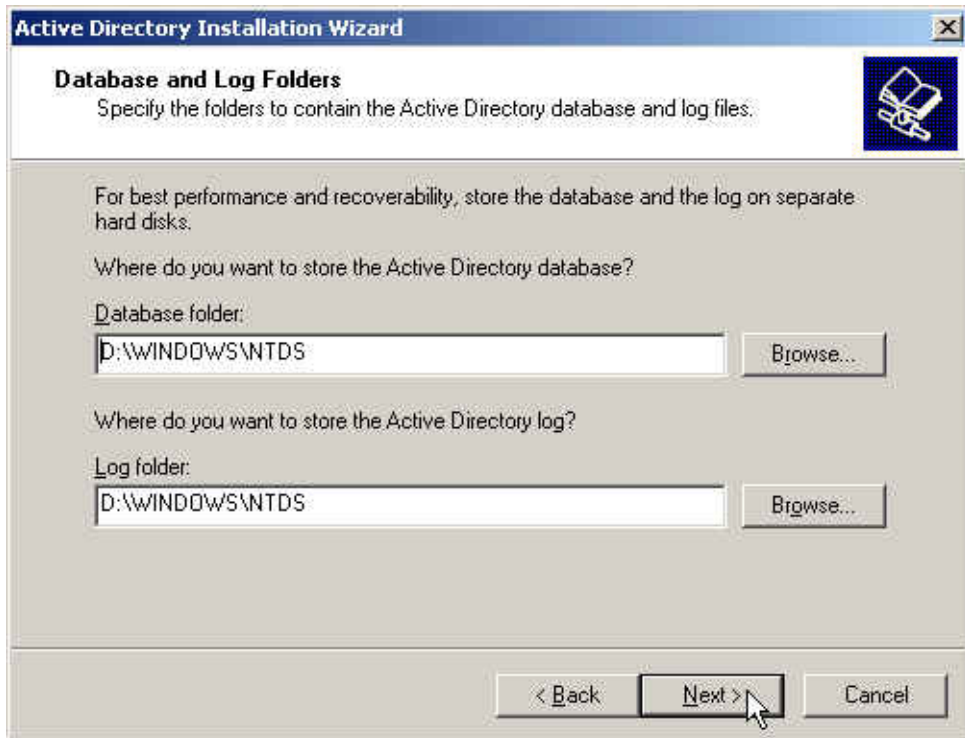 Active Directory Installation Wizard
Database and Log Folders
Specify the folders to contain the Active Directory database and log files.
For best performance and recoverability, store the database and the log on separate
hard disks.
Where do you want to store the Active Directory database?
Database folder:
D:\WINDOWS\NTDS
Browse...
Where do you want to store the Active Directory log?
Log folder:
D:\WINDOWS\NTDS
Browse...
< Back
Next >
Cancel